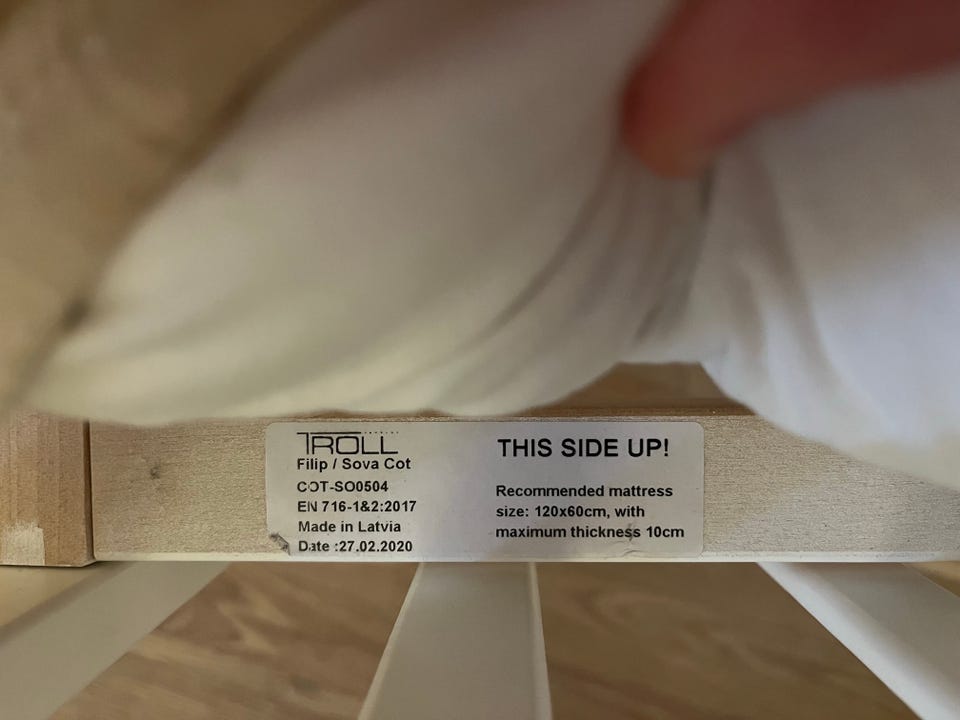 TROLL
Filip / Sova Cot
COT-SO0504
EN 716-1&2:2017
Made in Latvia
Date :27.02.2020
THIS SIDE UP!
Recommended mattress
size: 120x60cm, with
maximum thickness 10cm